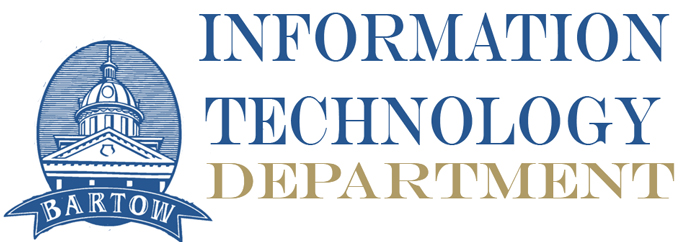 INFORMATION
TECHNOLOGY
DEPARTMENT
BARTOW